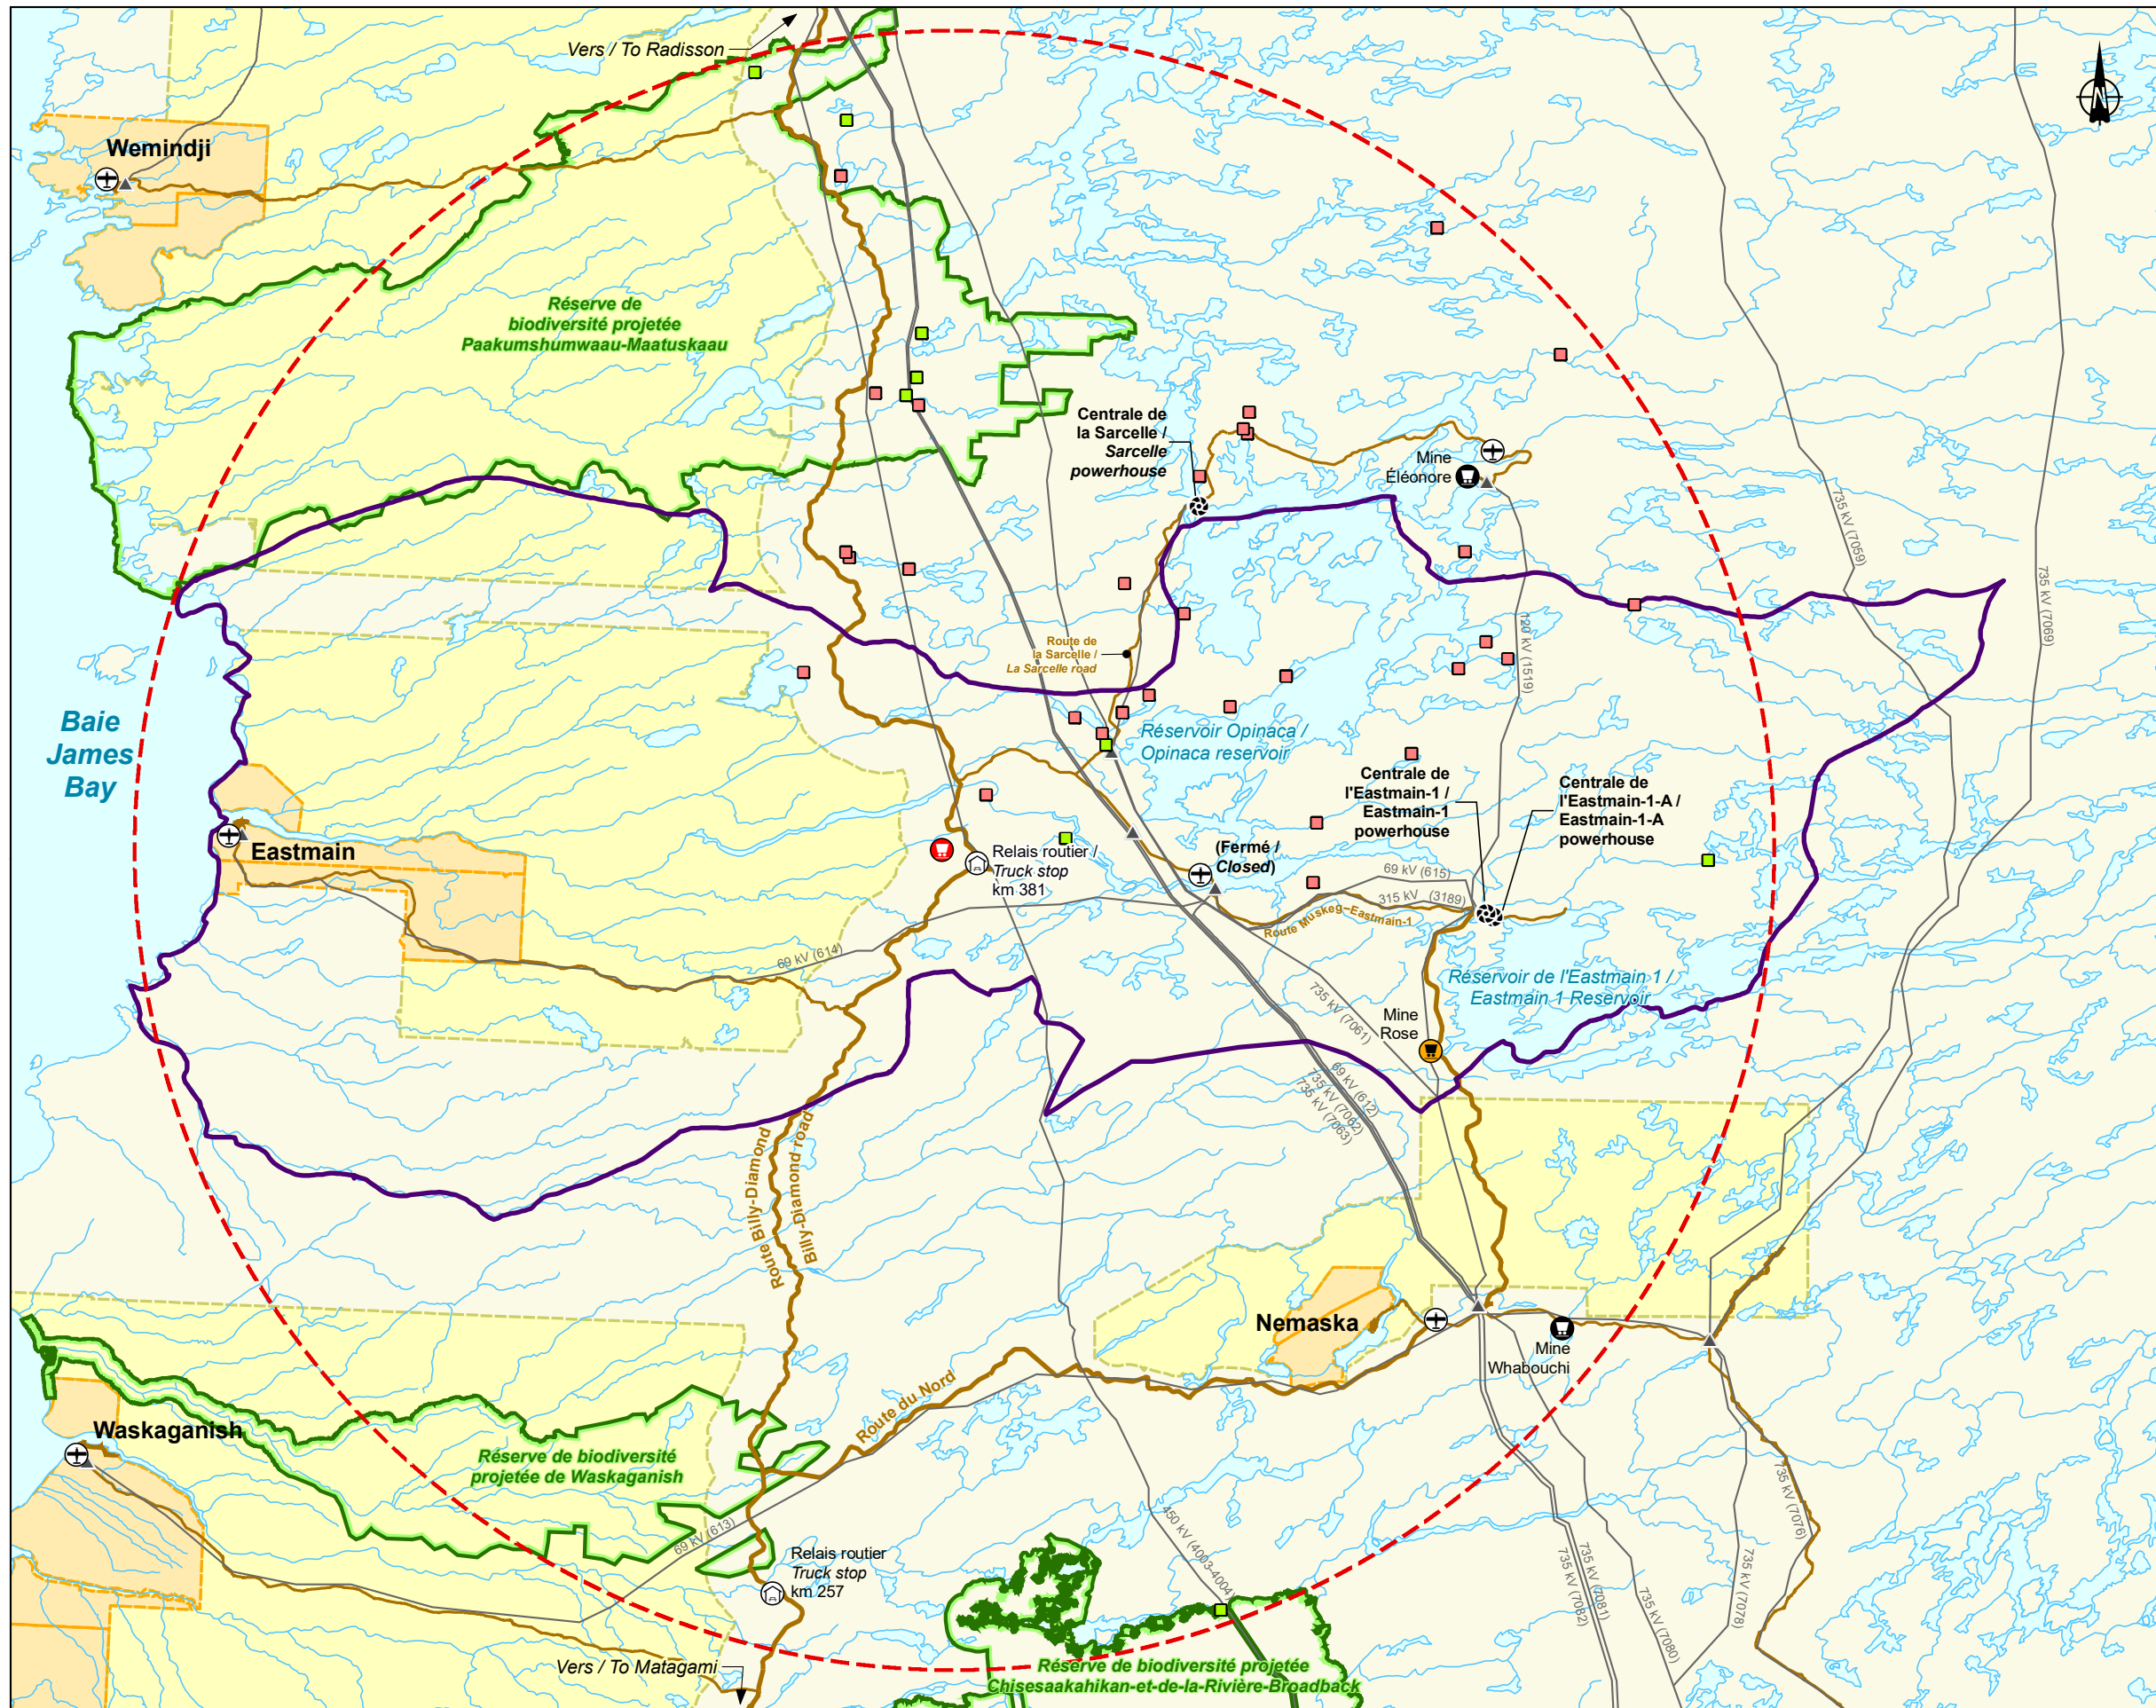 Vers / To Radisson
Wemindji
Réserve de
biodiversité projetée
Paakumshumwaau-Maatuskaau
Centrale de
la Sarcelle /
Sarcelle
powerhouse
Mine
Éléonore
735 kV (7059)
735 kV (7069)
120 kV (1519)
Route de
la Sarcelle /
La Sarcelle road
Baie
James
Bay
Réservoir Opinaca /
Opinaca reservoir
Centrale de
l'Eastmain-1 /
Eastmain-1
powerhouse
Centrale de
l'Eastmain-1-A /
Eastmain-1-A
powerhouse
Eastmain
Relais routier /
Truck stop
km 381
(Fermé /
Closed)
69 kV (615)
315 kV (3189)
Route Muskeg–Eastmain-1
69 kV (614)
Réservoir de l'Eastmain 1 /
Eastmain 1 Reservoir
735 kV (7061)
Mine
Rose
69 kV (612)
735 kV (7062)
735 kV (7063)
Route Billy-Diamond
Billy-Diamond road
Nemaska
Mine
Whabouchi
Route du Nord
Waskaganish
Réserve de biodiversité
projetée de Waskaganish
69 kV (613)
Relais routier
Truck stop
km 257
450 kV (4003-4004)
735 kV (7076)
735 kV (7078)
735 kV (7081)
735 kV (7082)
735 kV (7080)
Vers / To Matagami
Réserve de biodiversité projetée
Chisesaakahikan-et-de-la-Rivière-Broadback